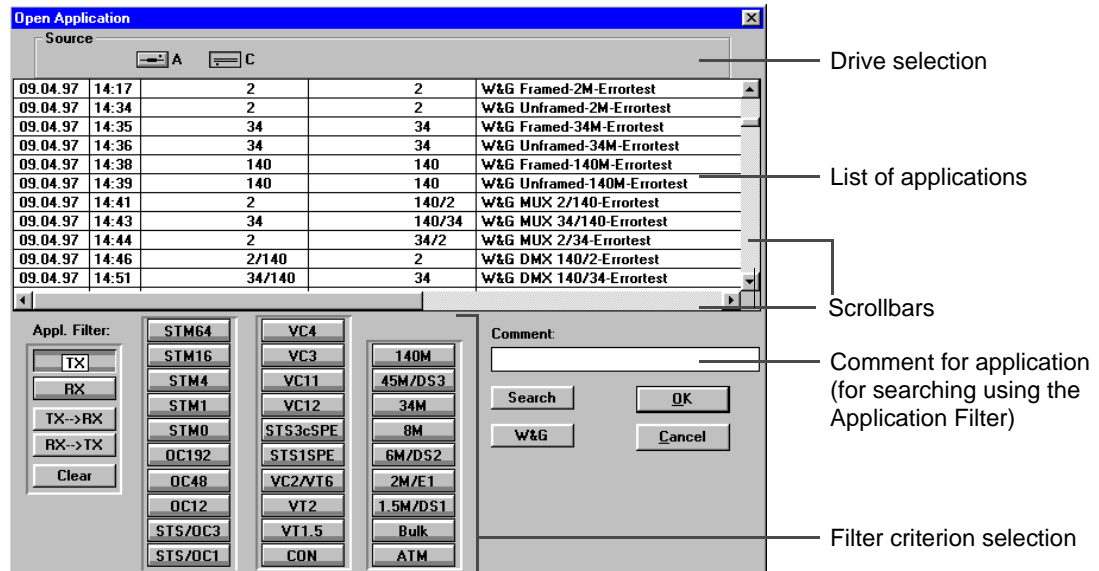 Open Application
Source
A C
Drive selection
09.04.97 14:17 2 2 W&G Framed-2M-Errortest
09.04.97 14:34 2 2 W&G Unframed-2M-Errortest
09.04.97 14:35 34 34 W&G Framed-34M-Errortest
09.04.97 14:36 34 34 W&G Unframed-34M-Errortest
09.04.97 14:38 140 140 W&G Framed-140M-Errortest
09.04.97 14:39 140 140 W&G Unframed-140M-Errortest
List of applications
09.04.97 14:41 2 140/2 W&G MUX 2/140-Errortest
09.04.97 14:43 34 140/34 W&G MUX 34/140-Errortest
09.04.97 14:44 2 34/2 W&G MUX 2/34-Errortest
09.04.97 14:46 2/140 2 W&G DMX 140/2-Errortest
09.04.97 14:51 34/140 34 W&G DMX 140/34-Errortest
Scrollbars
Appl. Filter:
TX
RX
TX-->RX
RX-->TX
Clear
STM64
STM16
STM4
STM1
STM0
OC192
OC48
OC12
STS/OC3
STS/OC1
VC4
VC3
VC11
VC12
STS3cSPE
STS1SPE
VC2/VT6
VT2
VT1.5
CON
140M
45M/DS3
34M
8M
6M/DS2
2M/E1
1.5M/DS1
Bulk
ATM
Comment:
Search
OK
W&G
Cancel
Comment for application
(for searching using the
Application Filter)
Filter criterion selection